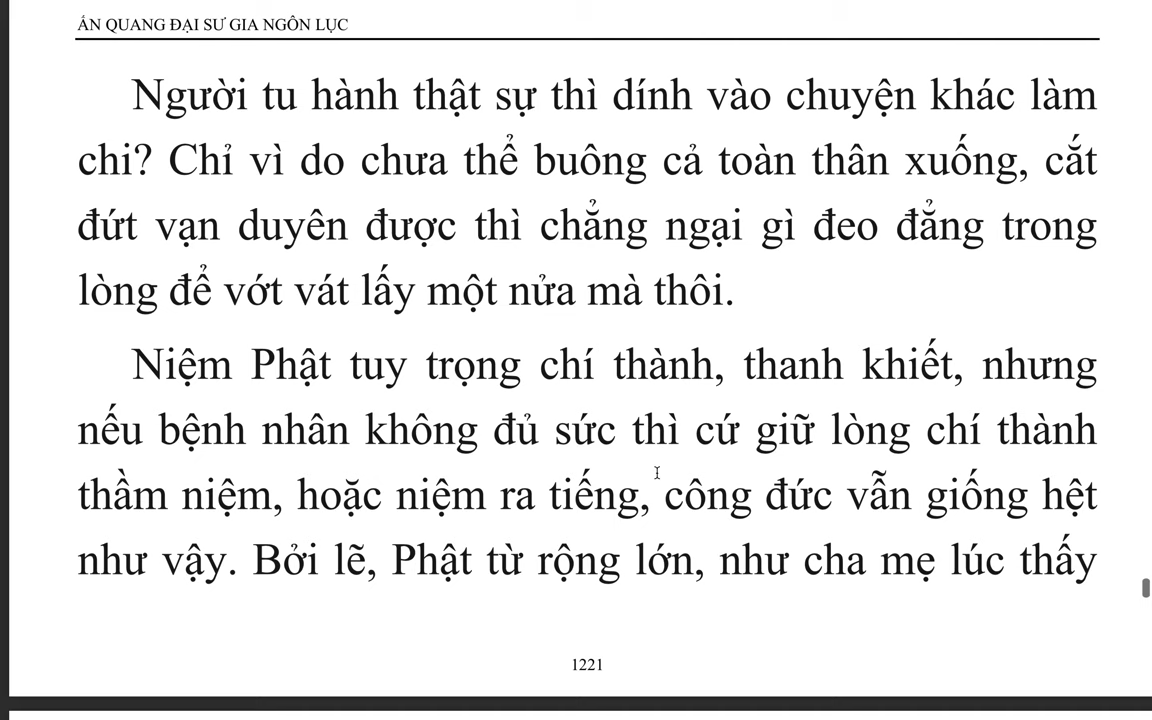 ẤN QUANG ĐẠI SƯ GIA NGÔN LỤC
Người tu hành thật sự thì dính vào chuyện khác làm
chi? Chỉ vì do chưa thể buông cả toàn thân xuống, cắt
đứt vạn duyên được thì chẳng ngại gì đeo đẳng trong
lòng để vớt vát lấy một nửa mà thôi.
Niệm Phật tuy trọng chí thành, thanh khiết, nhưng
nếu bệnh nhân không đủ sức thì cứ giữ lòng chí thành
thầm niệm, hoặc niệm ra tiếng, công đức vẫn giống hệt
như vậy. Bởi lẽ, Phật từ rộng lớn, như cha mẹ lúc thấy
1221